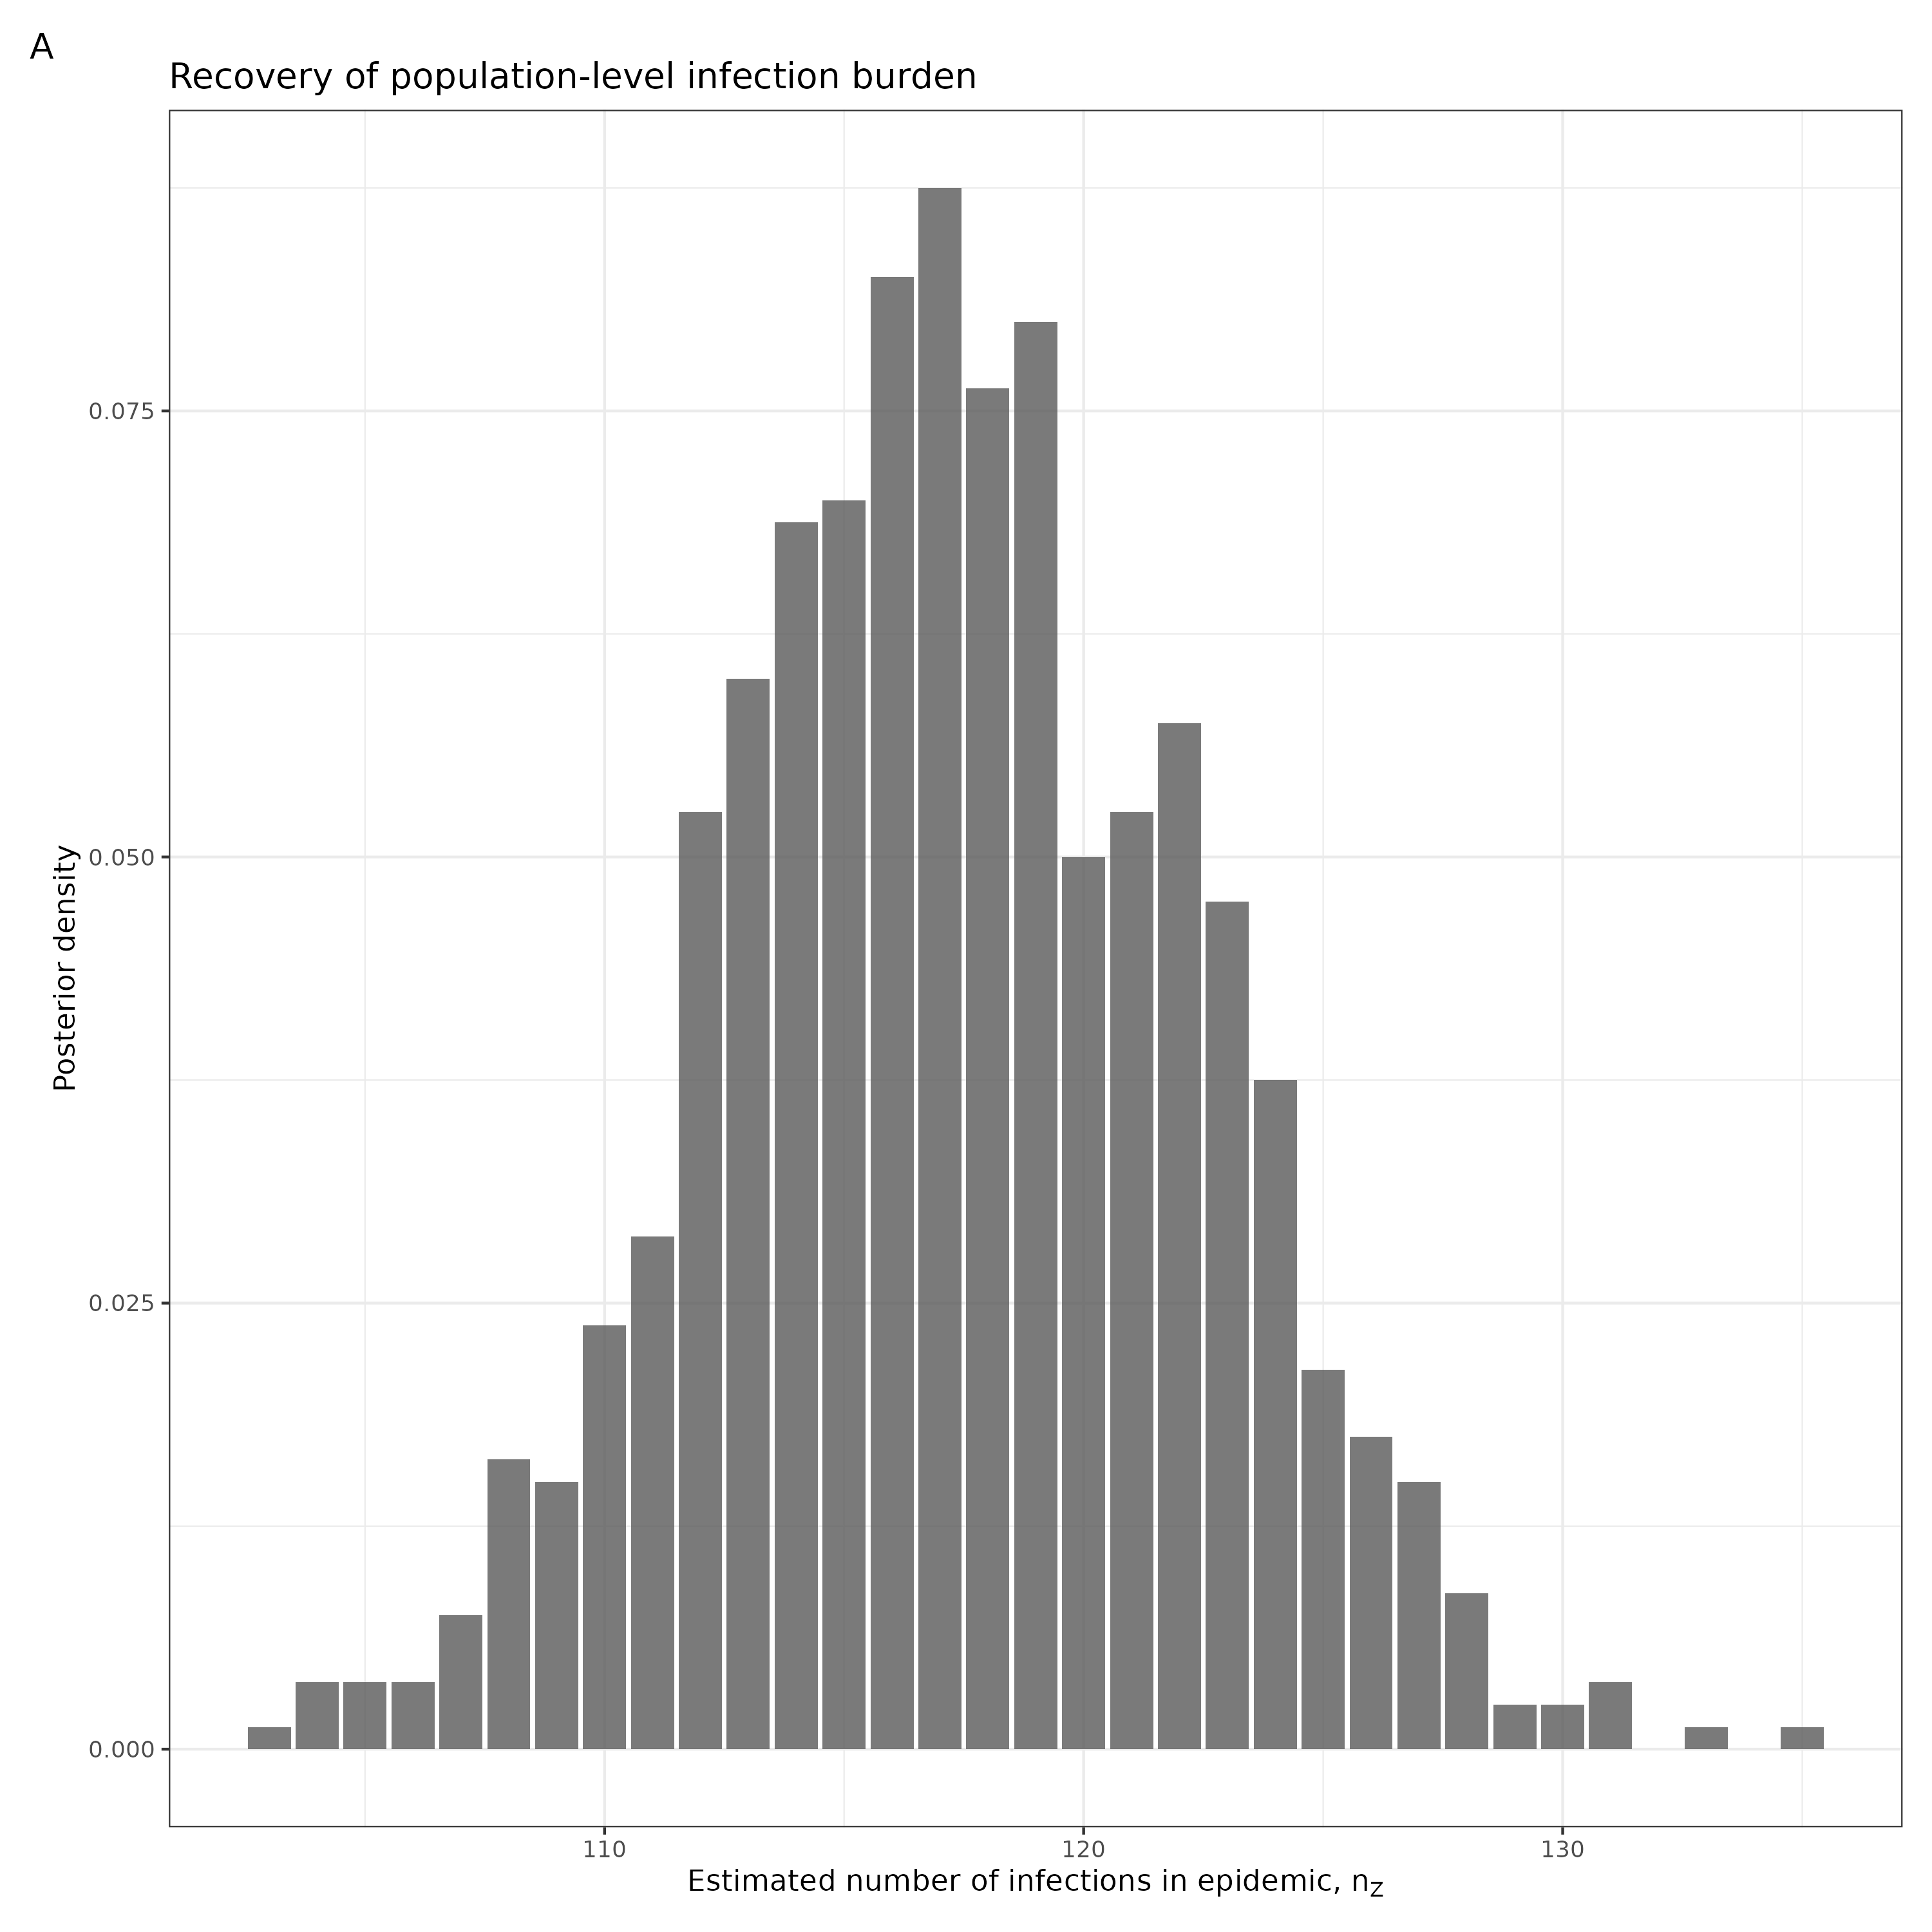 A
Recovery of population-level infection burden
0.075
0.050
0.025
0.000
Posterior density
110 120 130
Estimated number of infections in epidemic, nZ